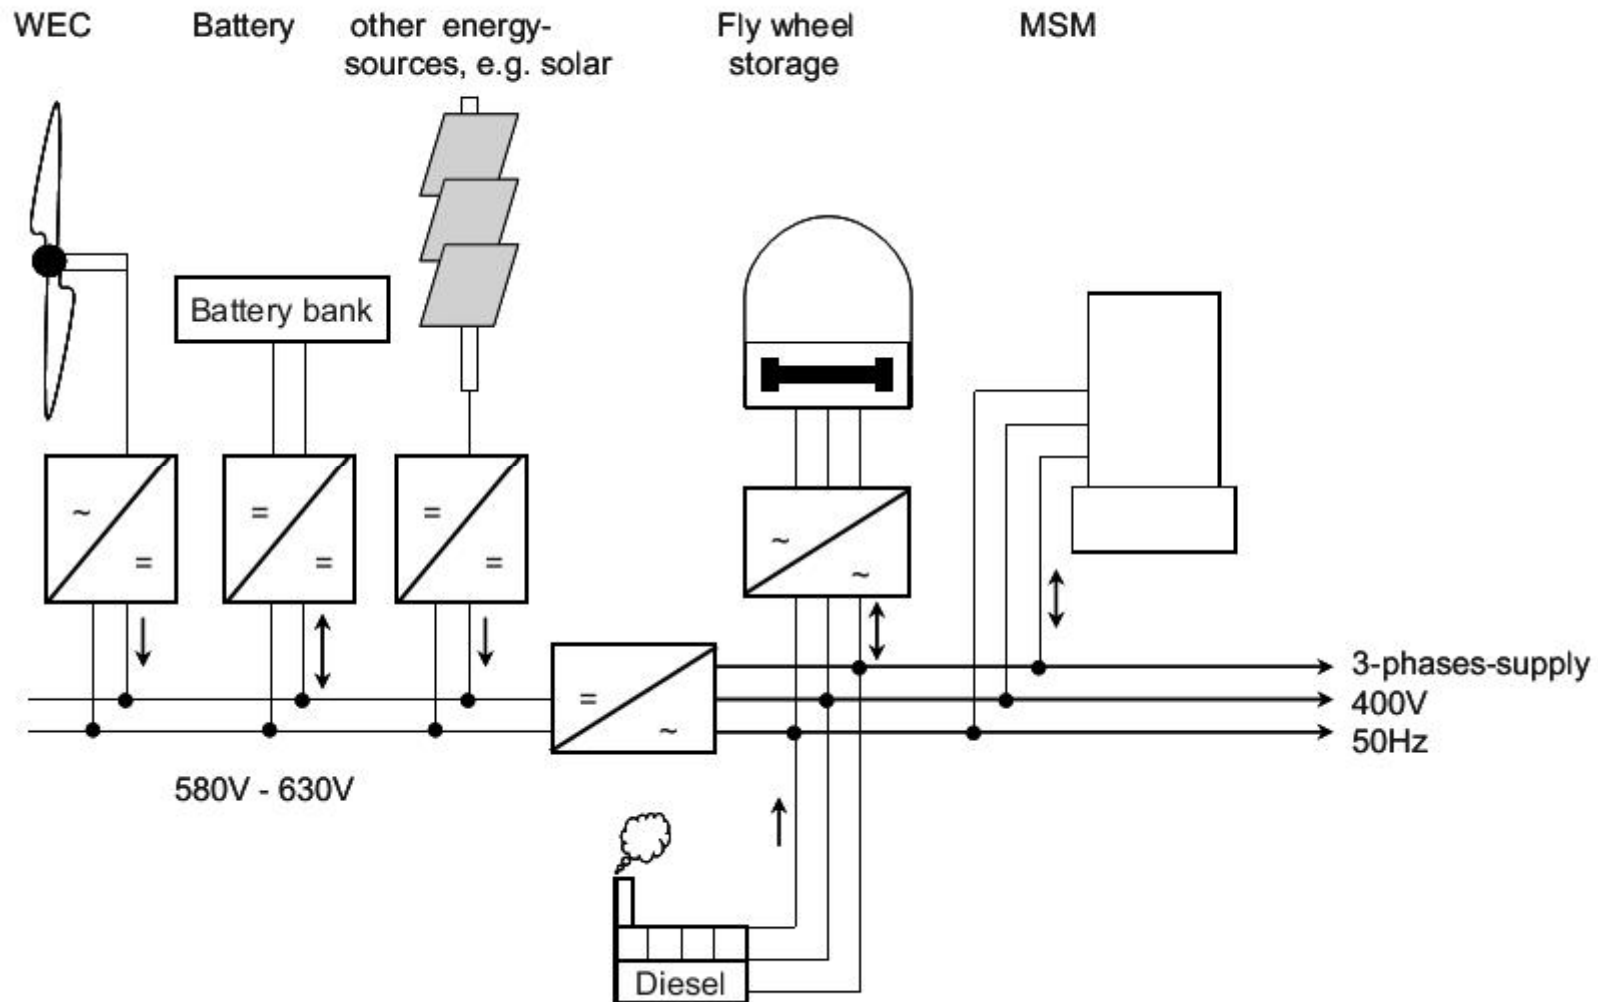 WEC
Battery
other energy-
sources, e.g. solar
Fly wheel
storage
MSM
Battery bank
~
=
=
=
=
=
~
~
=
~
3-phases-supply
400V
50Hz
580V - 630V
Diesel